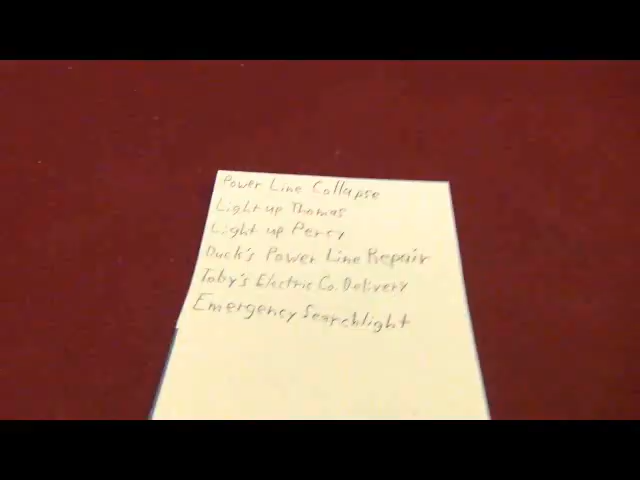 Power Line Collapse
Light up Thomas
Light up Percy
Duck's Power Line Repair
Toby's Electric Co. Delivery
Emergency Searchlight